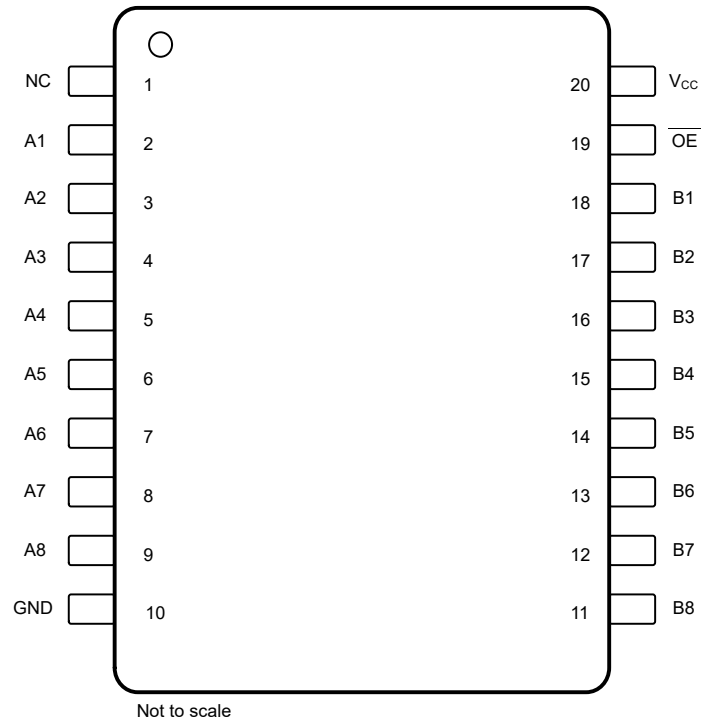 NC 1 20 Vcc
A1 2 19 OE
A2 3 18 B1
A3 4 17 B2
A4 5 16 B3
A5 6 15 B4
A6 7 14 B5
A7 8 13 B6
A8 9 12 B7
GND 10 11 B8
Not to scale